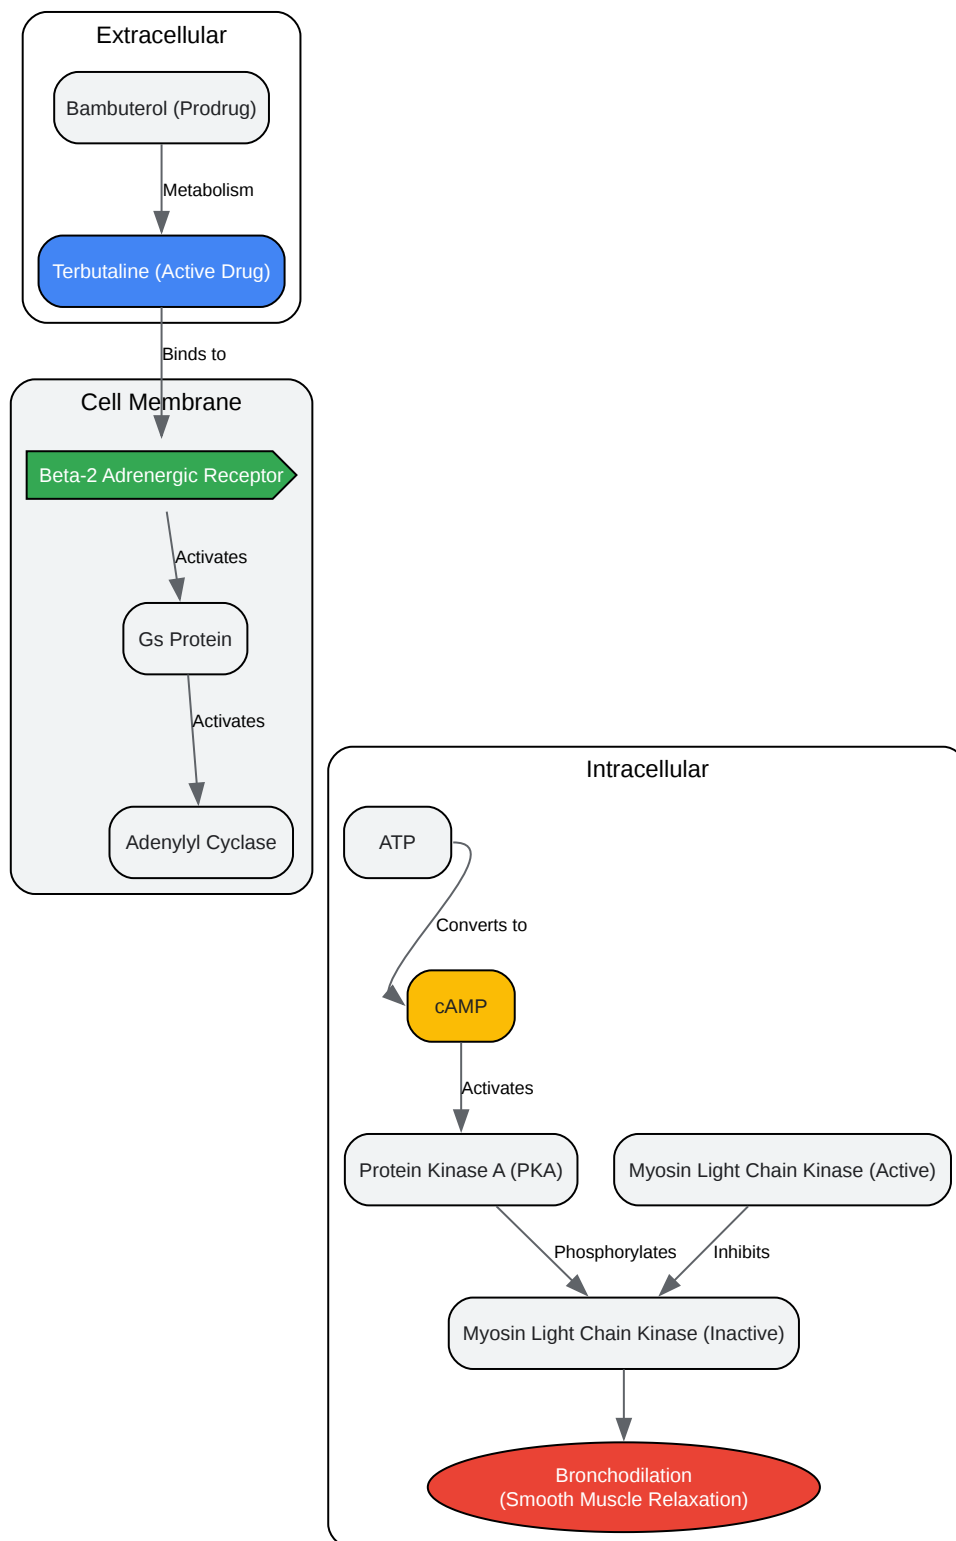 Extracellular
Bambuterol (Prodrug)
Metabolism
Terbutaline (Active Drug)
Binds to
Cell Membrane
Beta-2 Adrenergic Receptor
Activates
Gs Protein
Activates
Adenylyl Cyclase
Intracellular
ATP
Converts to
cAMP
Activates
Protein Kinase A (PKA)
Myosin Light Chain Kinase (Active)
Phosphorylates
Inhibits
Myosin Light Chain Kinase (Inactive)
Bronchodilation
(Smooth Muscle Relaxation)